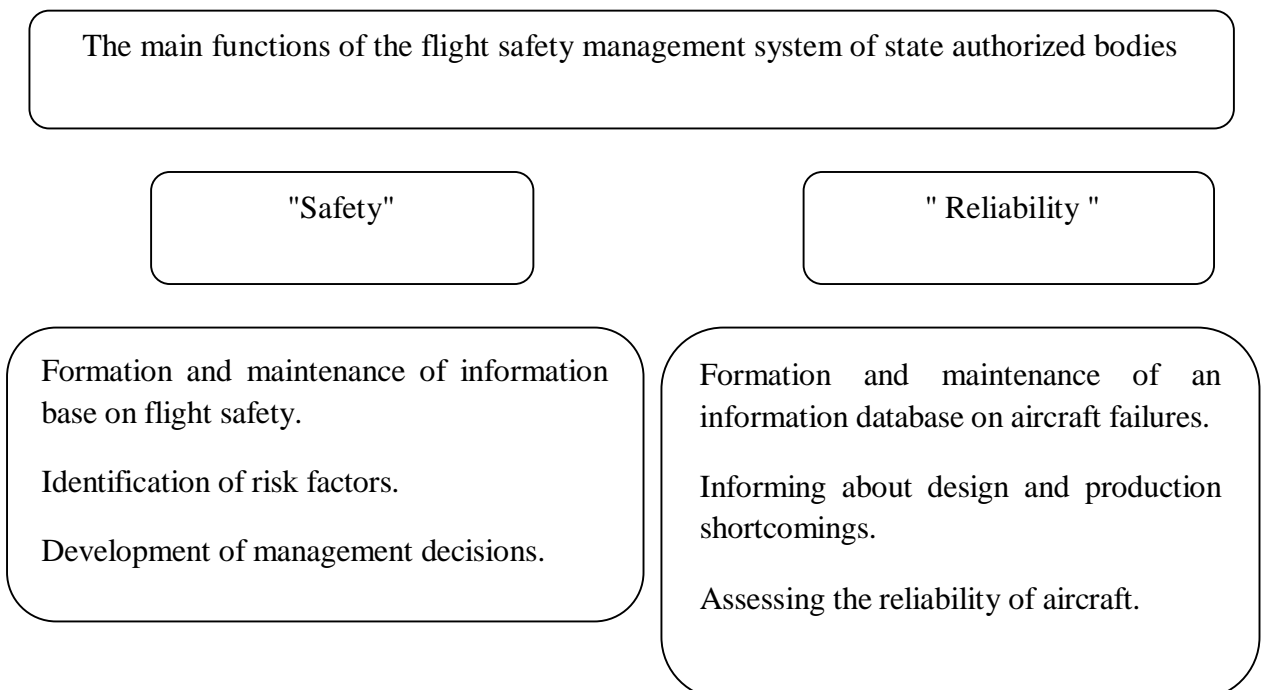 The main functions of the flight safety management system of state authorized bodies
"Safety"
" Reliability "
Formation and maintenance of information
base on flight safety.
Identification of risk factors.
Development of management decisions.
Formation and maintenance of an
information database on aircraft failures.
Informing about design and production
shortcomings.
Assessing the reliability of aircraft.